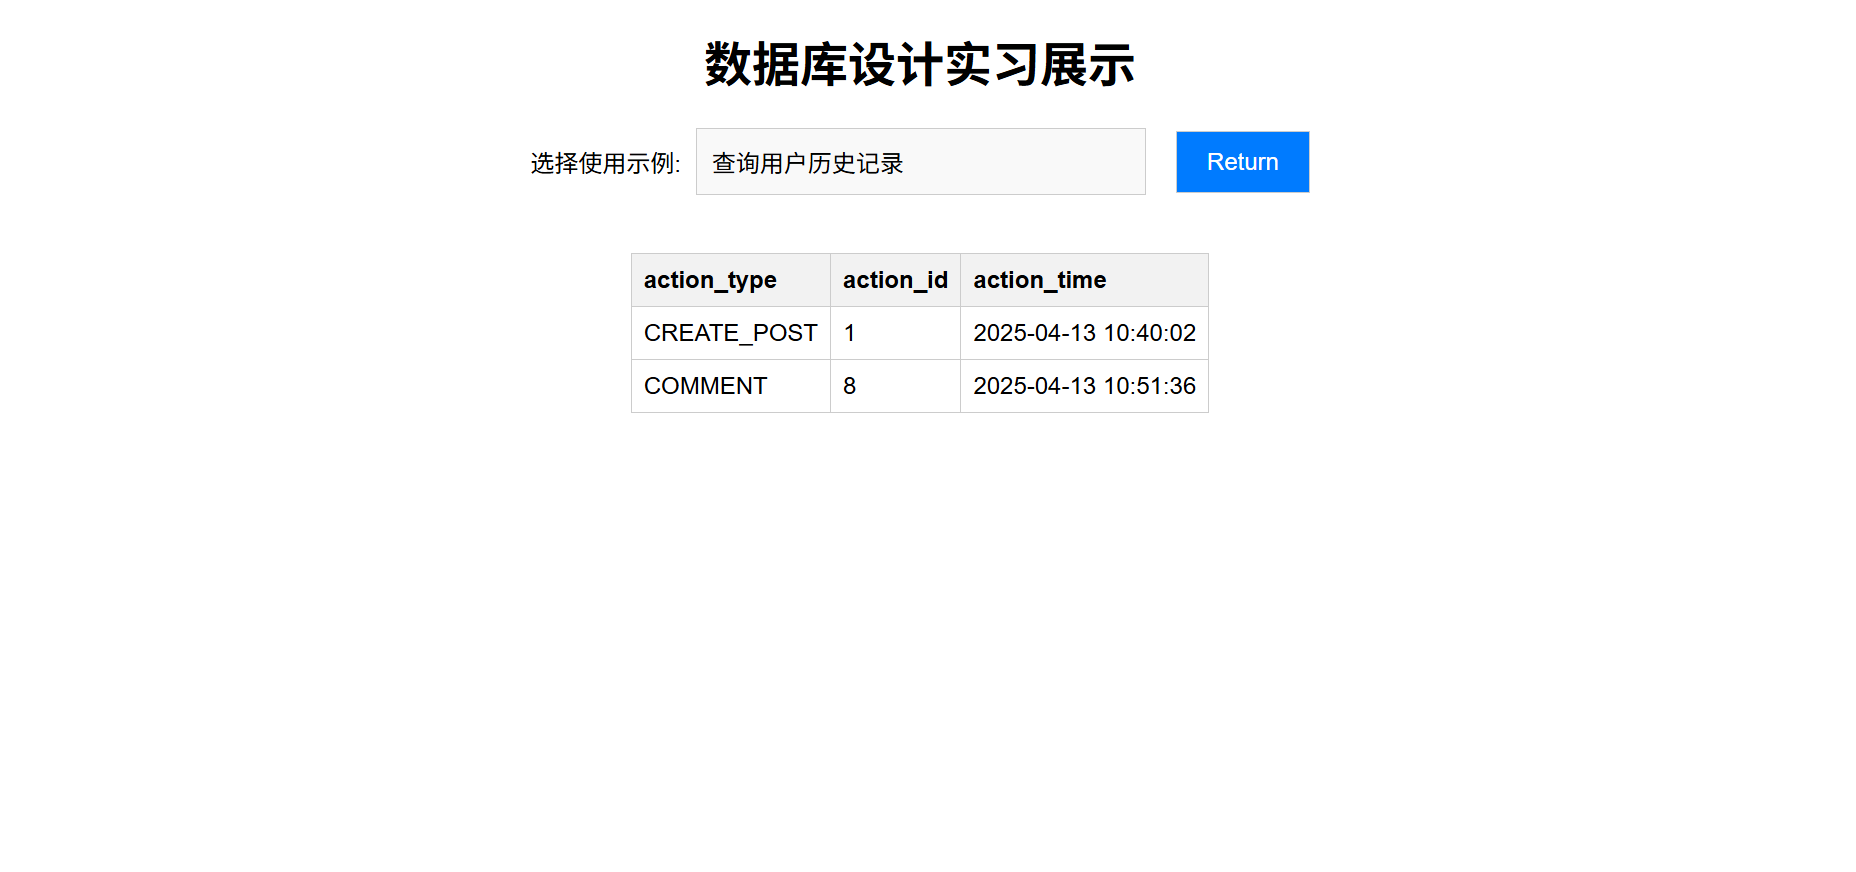 数据库设计实习展示
选择使用示例: 查询用户历史记录 Return
action_type action_id action_time
CREATE_POST 1 2025-04-13 10:40:02
COMMENT 8 2025-04-13 10:51:36